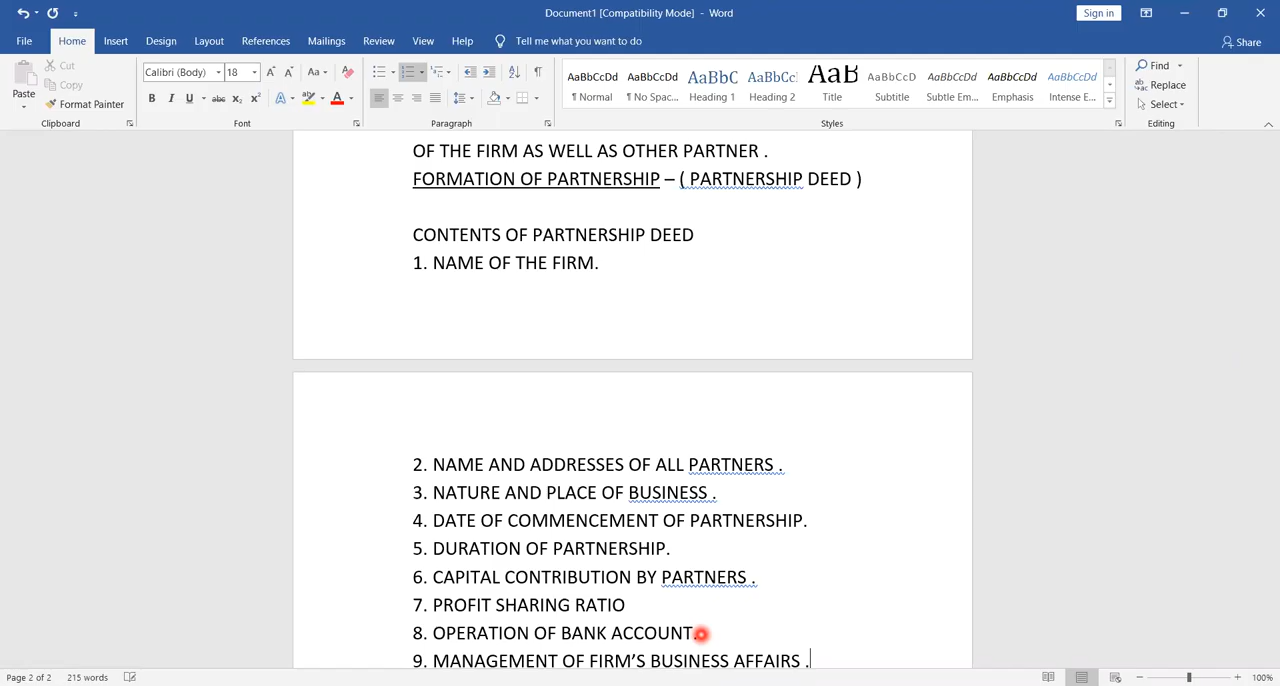 Document1 [Compatibility Mode] - Word
Sign in
File Home Insert Design Layout References Mailings Review View Help Tell me what you want to do
Share
Paste
Cut
Copy
Format Painter
Clipboard
Calibri (Body) 18
Font
Paragraph
AaBbCcDd AaBbCcDd AaBbC AaBbCc AaB AaBbCcD AaBbCcDd AaBbCcDd AaBbCcDd
¶ Normal ¶ No Spac... Heading 1 Heading 2 Title Subtitle Subtle Em... Emphasis Intense E...
Styles
Find
Replace
Select
Editing
OF THE FIRM AS WELL AS OTHER PARTNER .
FORMATION OF PARTNERSHIP – ( PARTNERSHIP DEED )
CONTENTS OF PARTNERSHIP DEED
1. NAME OF THE FIRM.
2. NAME AND ADDRESSES OF ALL PARTNERS .
3. NATURE AND PLACE OF BUSINESS .
4. DATE OF COMMENCEMENT OF PARTNERSHIP.
5. DURATION OF PARTNERSHIP.
6. CAPITAL CONTRIBUTION BY PARTNERS .
7. PROFIT SHARING RATIO
8. OPERATION OF BANK ACCOUNT.
9. MANAGEMENT OF FIRM’S BUSINESS AFFAIRS .
Page 2 of 2 215 words
100%